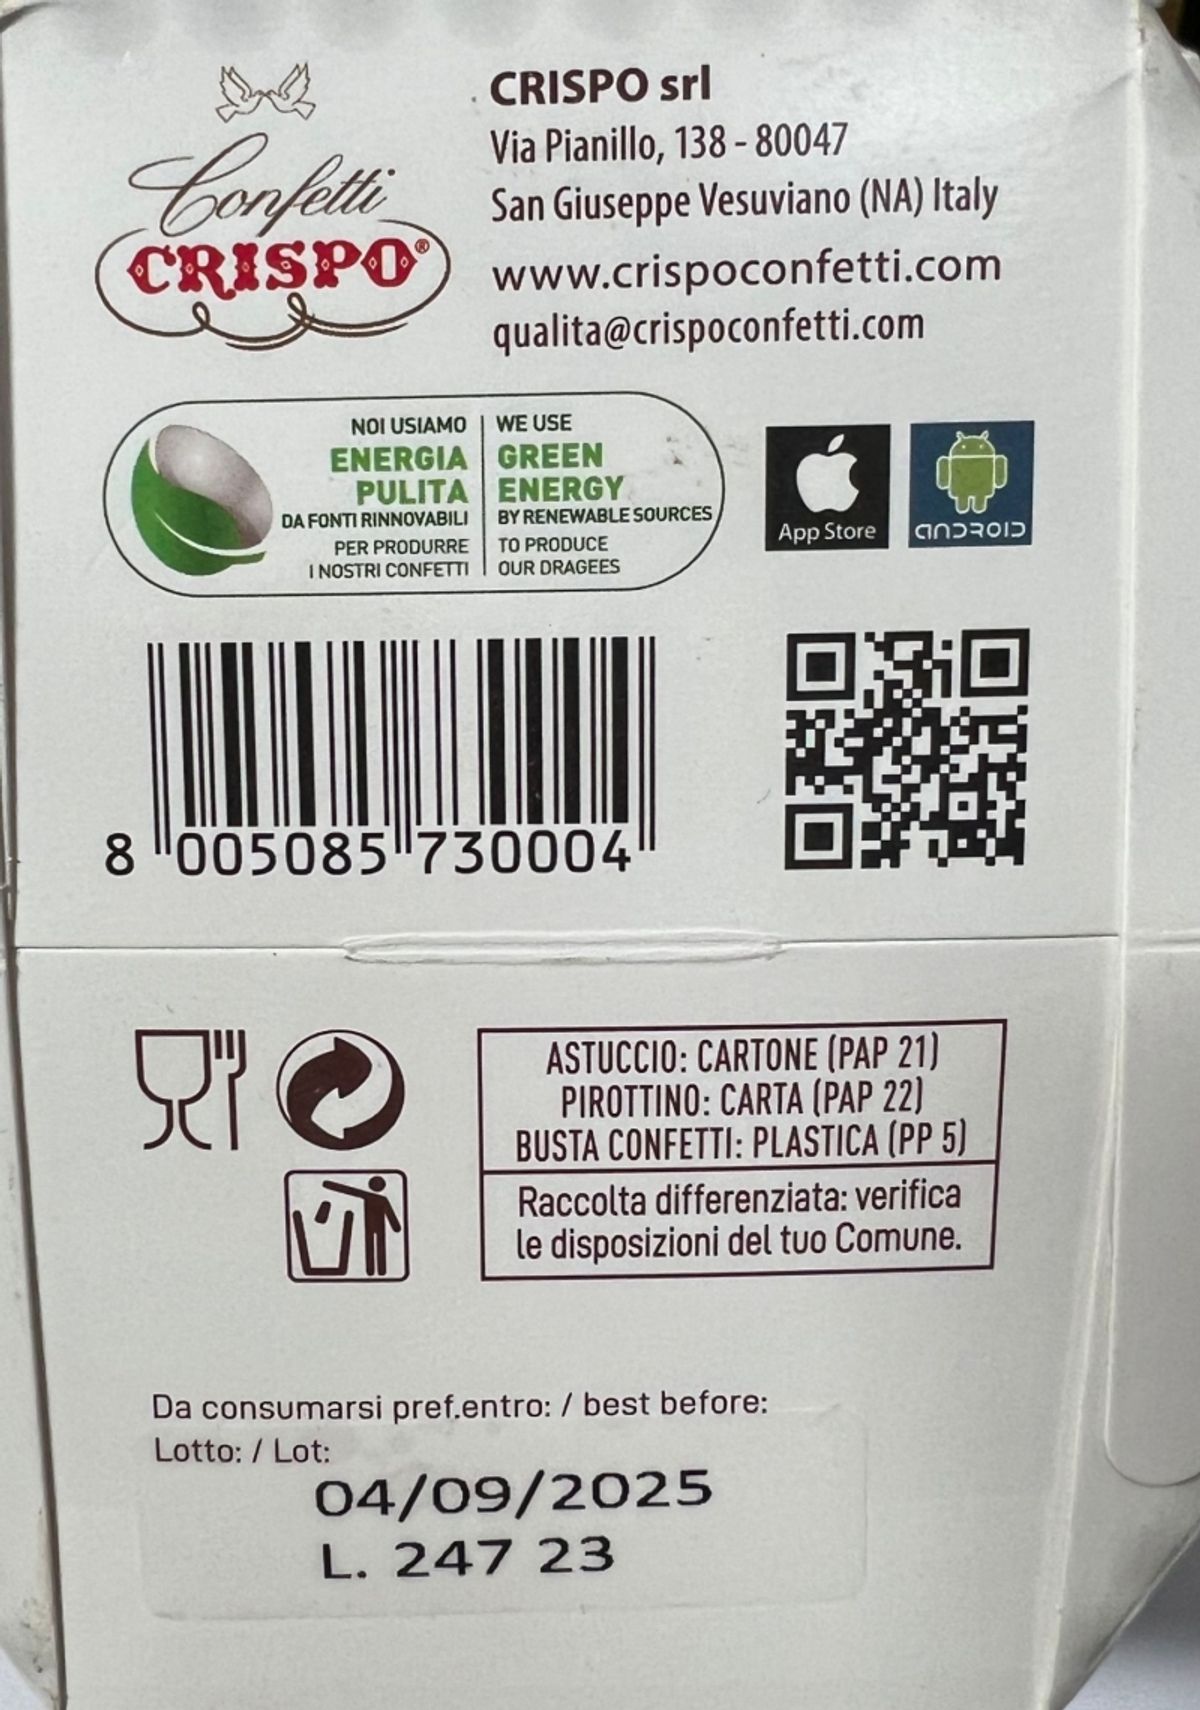 Confetti
CRISPO®
CRISPO srl
Via Pianillo, 138 - 80047
San Giuseppe Vesuviano (NA) Italy
www.crispoconfetti.com
qualita@crispoconfetti.com
NOI USIAMO
ENERGIA
PULITA
DA FONTI RINNOVABILI
PER PRODURRE
I NOSTRI CONFETTI
WE USE
GREEN
ENERGY
BY RENEWABLE SOURCES
TO PRODUCE
OUR DRAGEES
App Store
ANDROID
8 005085 730004
ASTUCCIO: CARTONE (PAP 21)
PIROTTINO: CARTA (PAP 22)
BUSTA CONFETTI: PLASTICA (PP 5)
Raccolta differenziata: verifica
le disposizioni del tuo Comune.
Da consumarsi pref.entro: / best before:
Lotto: / Lot:
04/09/2025
L. 247 23